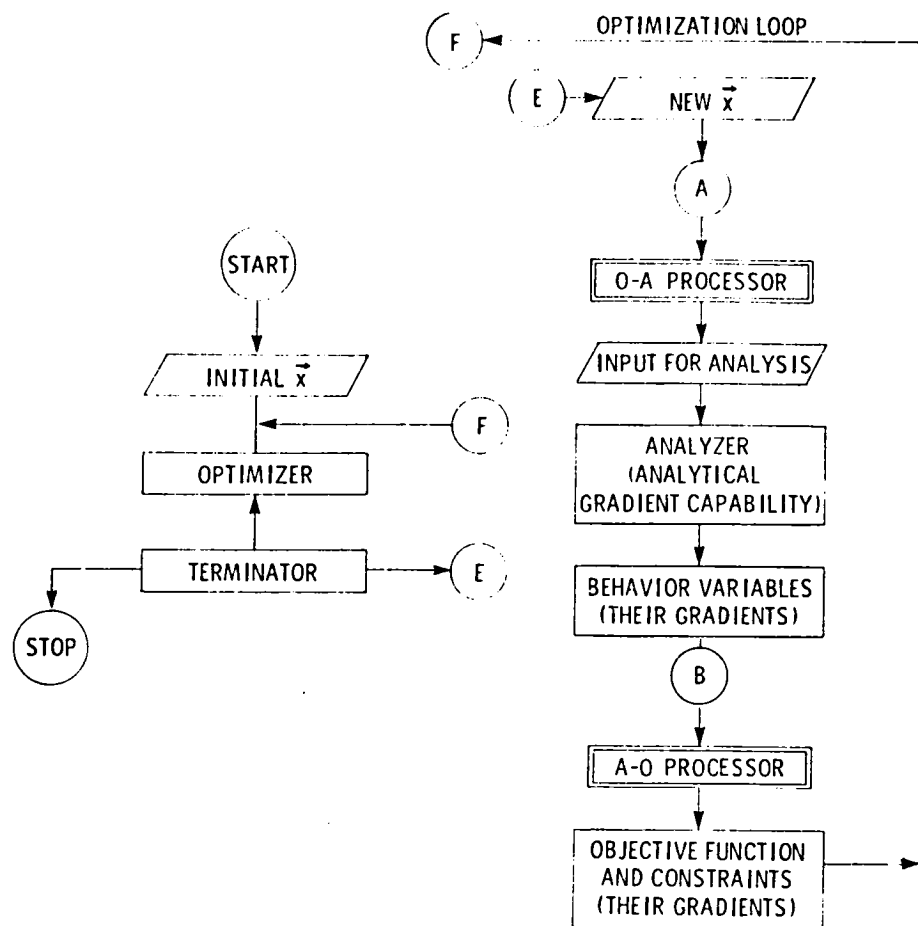 OPTIMIZATION LOOP
F
E
NEW x⃗
A
O-A PROCESSOR
INPUT FOR ANALYSIS
ANALYZER
(ANALYTICAL
GRADIENT CAPABILITY)
BEHAVIOR VARIABLES
(THEIR GRADIENTS)
B
A-O PROCESSOR
OBJECTIVE FUNCTION
AND CONSTRAINTS
(THEIR GRADIENTS)
START
INITIAL x⃗
F
OPTIMIZER
TERMINATOR
E
STOP